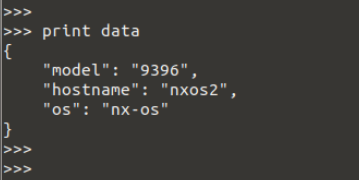 >>>
>>> print data
{
    "model": "9396",
    "hostname": "nxos2",
    "os": "nx-os"
}
>>>
>>>